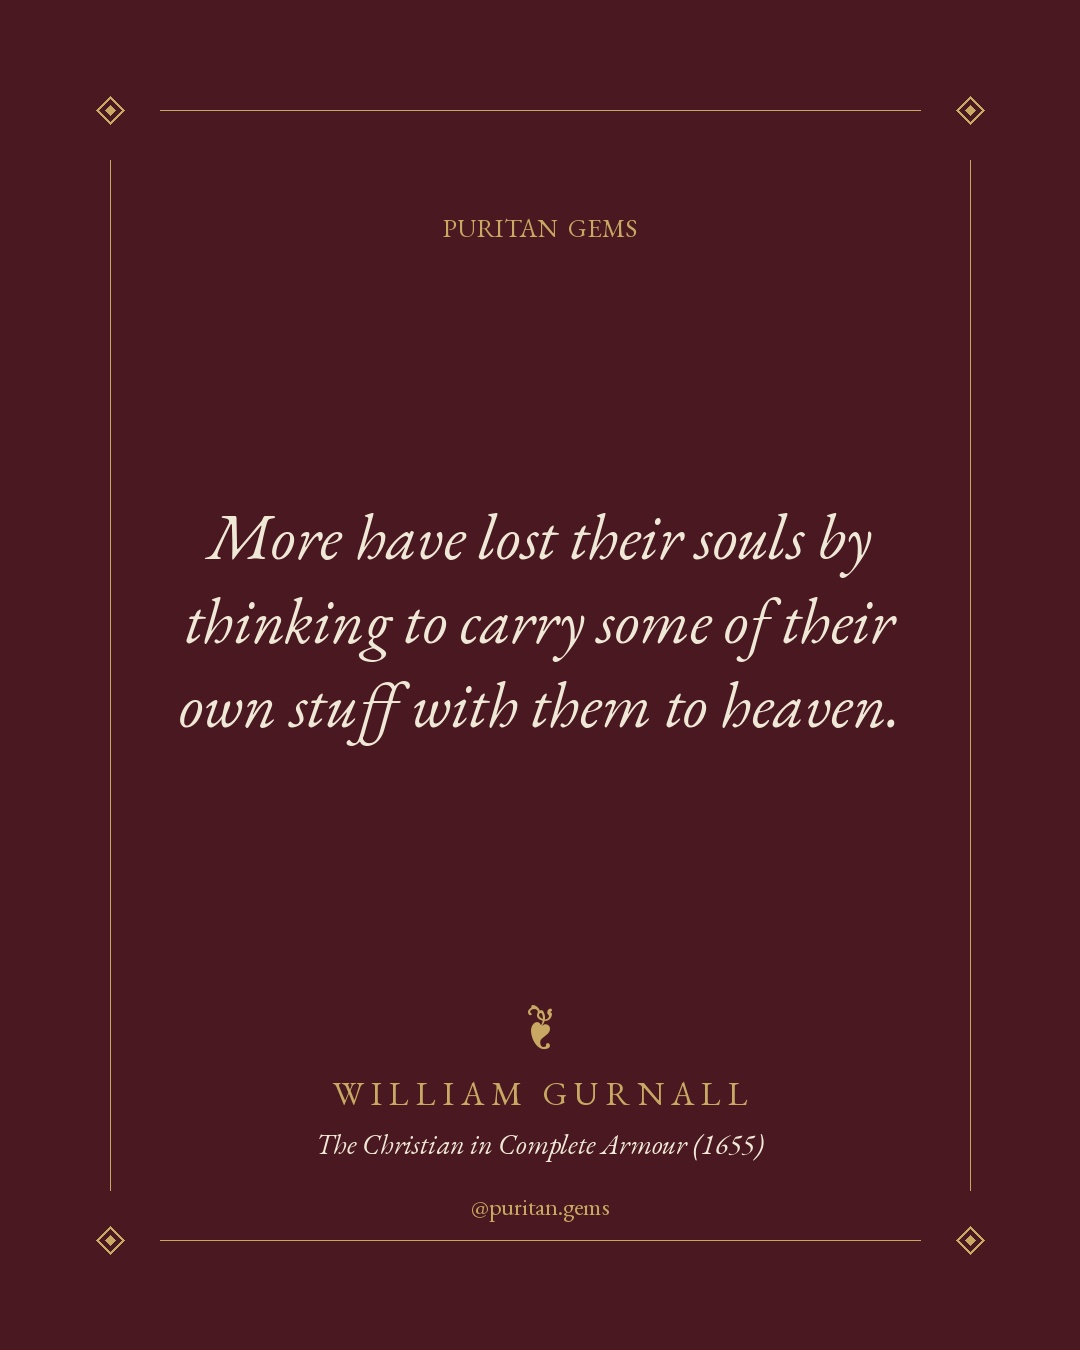 PURITAN GEMS
More have lost their souls by
thinking to carry some of their
own stuff with them to heaven.
WILLIAM GURNALL
The Christian in Complete Armour (1655)
@puritan.gems